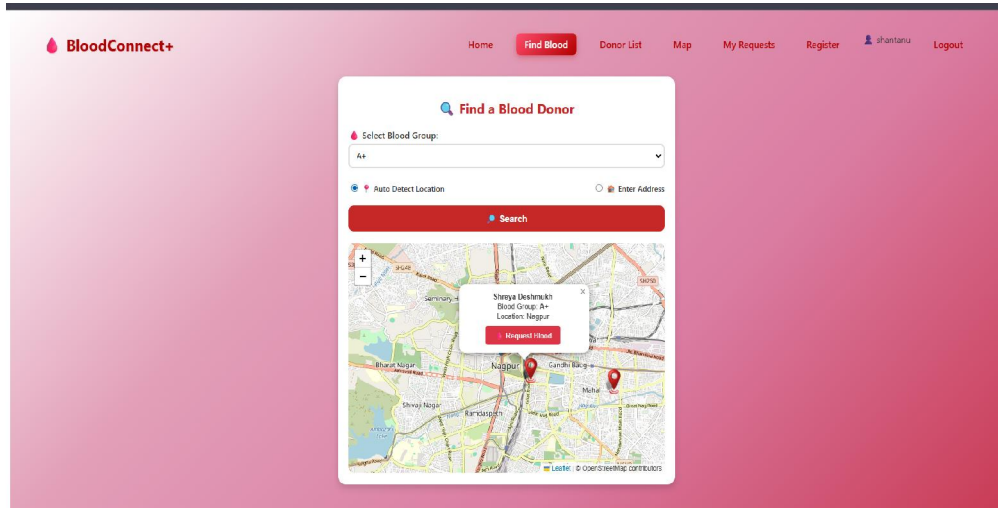 BloodConnect+
Home Find Blood Donor List Map My Requests Register shantanu Logout
Find a Blood Donor
Select Blood Group:
A+
Auto Detect Location Enter Address
Search
+
−
Seminary
Shreya Deshmukh
Blood Group: A+
Location: Nagpur
×
Request Blood
Bharat Nagar
Nagpur
Gandhi Bagh
Mahal
Shivaji Nagar
Ramdaspeth
Leaflet | © OpenStreetMap contributors